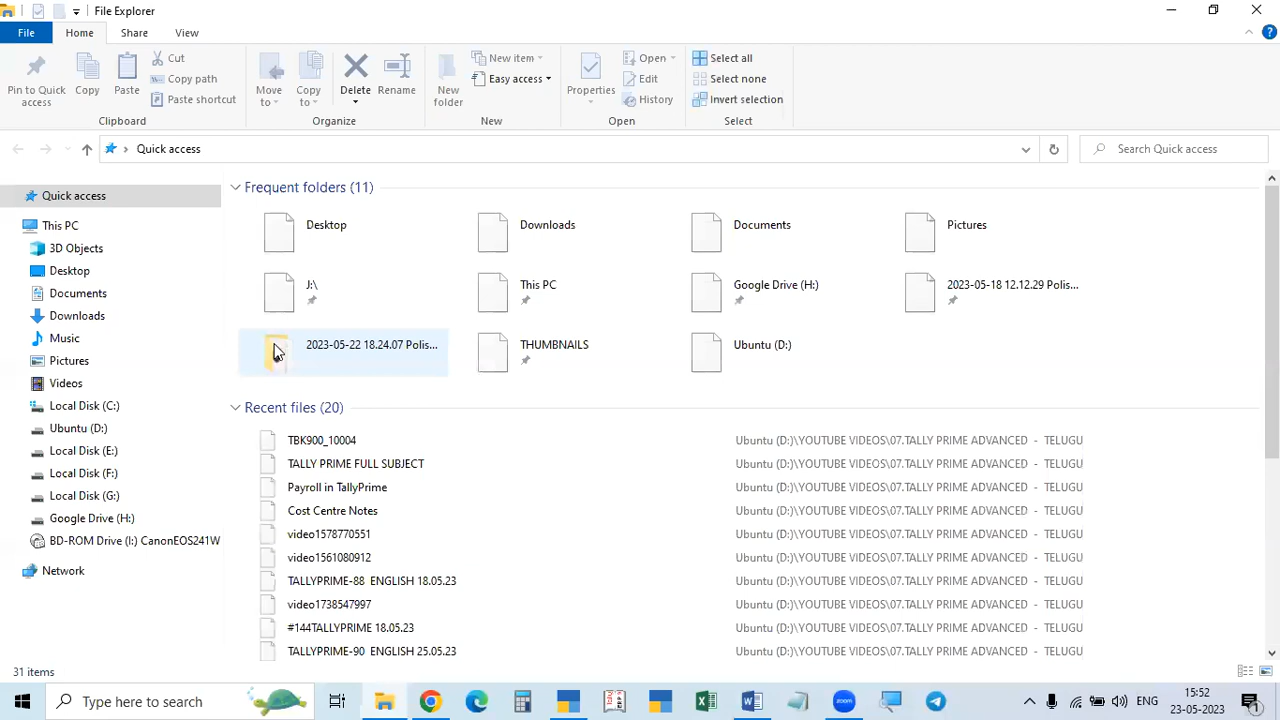 File Explorer
File Home Share View
Pin to Quick access
Copy
Paste
Cut
Copy path
Paste shortcut
Clipboard
Move to
Copy to
Delete
Rename
Organize
New folder
New item
Easy access
New
Properties
Open
Edit
History
Open
Select all
Select none
Invert selection
Select
Quick access
Search Quick access
Quick access
This PC
3D Objects
Desktop
Documents
Downloads
Music
Pictures
Videos
Local Disk (C:)
Ubuntu (D:)
Local Disk (E:)
Local Disk (F:)
Local Disk (G:)
Google Drive (H:)
BD-ROM Drive (I:) CanonEOS241W
Network
Frequent folders (11)
Desktop Downloads Documents Pictures
J:\ This PC Google Drive (H:) 2023-05-18 12.12.29 Polis...
2023-05-22 18.24.07 Polis... THUMBNAILS Ubuntu (D:)
Recent files (20)
TBK900_10004 Ubuntu (D:)\YOUTUBE VIDEOS\07.TALLY PRIME ADVANCED - TELUGU
TALLY PRIME FULL SUBJECT Ubuntu (D:)\YOUTUBE VIDEOS\07.TALLY PRIME ADVANCED - TELUGU
Payroll in TallyPrime Ubuntu (D:)\YOUTUBE VIDEOS\07.TALLY PRIME ADVANCED - TELUGU
Cost Centre Notes Ubuntu (D:)\YOUTUBE VIDEOS\07.TALLY PRIME ADVANCED - TELUGU
video1578770551 Ubuntu (D:)\YOUTUBE VIDEOS\07.TALLY PRIME ADVANCED - TELUGU
video1561080912 Ubuntu (D:)\YOUTUBE VIDEOS\07.TALLY PRIME ADVANCED - TELUGU
TALLYPRIME-88 ENGLISH 18.05.23 Ubuntu (D:)\YOUTUBE VIDEOS\07.TALLY PRIME ADVANCED - TELUGU
video1738547997 Ubuntu (D:)\YOUTUBE VIDEOS\07.TALLY PRIME ADVANCED - TELUGU
#144TALLYPRIME 18.05.23 Ubuntu (D:)\YOUTUBE VIDEOS\07.TALLY PRIME ADVANCED - TELUGU
TALLYPRIME-90 ENGLISH 25.05.23 Ubuntu (D:)\YOUTUBE VIDEOS\07.TALLY PRIME ADVANCED - TELUGU
31 items
Type here to search
zoom
ENG
15:52
23-05-2023
1